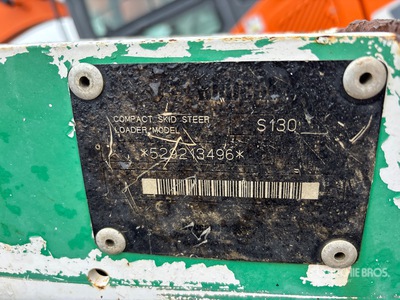 COMPACT SKID STEER
LOADER MODEL S130
*529213496*